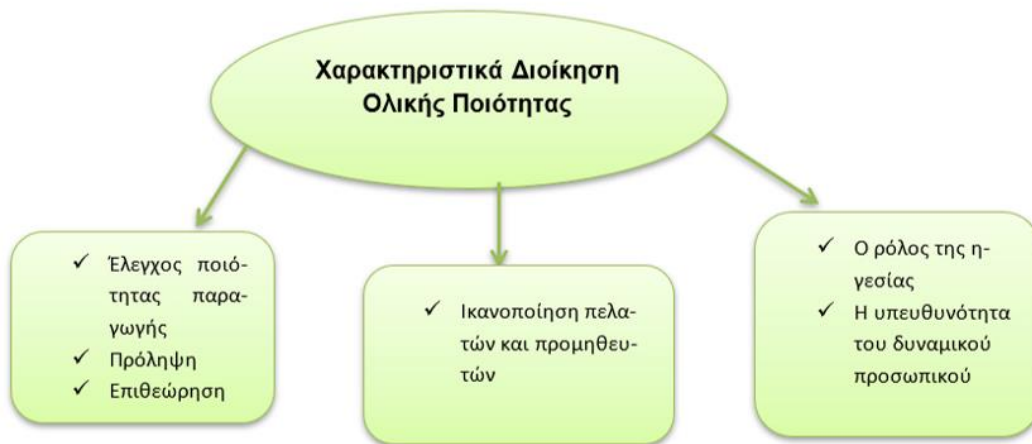 Χαρακτηριστικά Διοίκηση
Ολικής Ποιότητας
Έλεγχος ποιό-
τητας παρα-
γωγής
Πρόληψη
Επιθεώρηση
Ικανοποίηση πελα-
τών και προμηθευ-
τών
Ο ρόλος της η-
γεσίας
Η υπευθυνότητα
του δυναμικού
προσωπικού